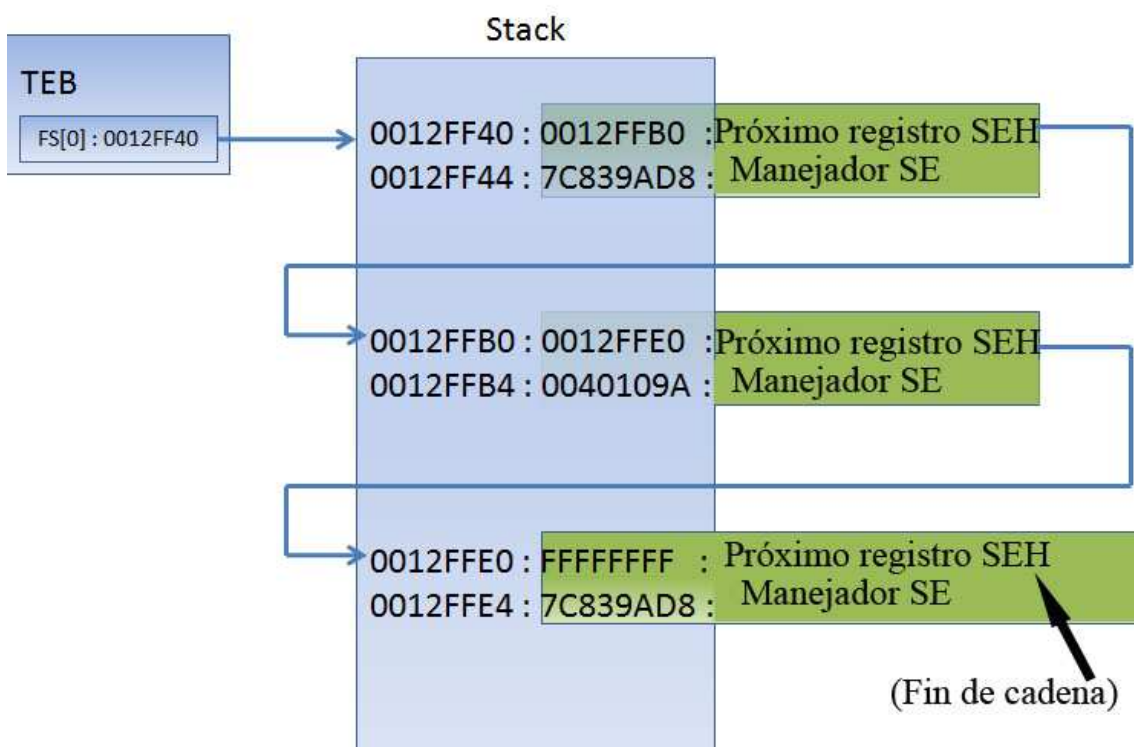 Stack
TEB
FS[0] : 0012FF40
0012FF40 : 0012FFB0 : Próximo registro SEH
0012FF44 : 7C839AD8 : Manejador SE
0012FFB0 : 0012FFE0 : Próximo registro SEH
0012FFB4 : 0040109A : Manejador SE
0012FFE0 : FFFFFFFF : Próximo registro SEH
0012FFE4 : 7C839AD8 : Manejador SE
(Fin de cadena)